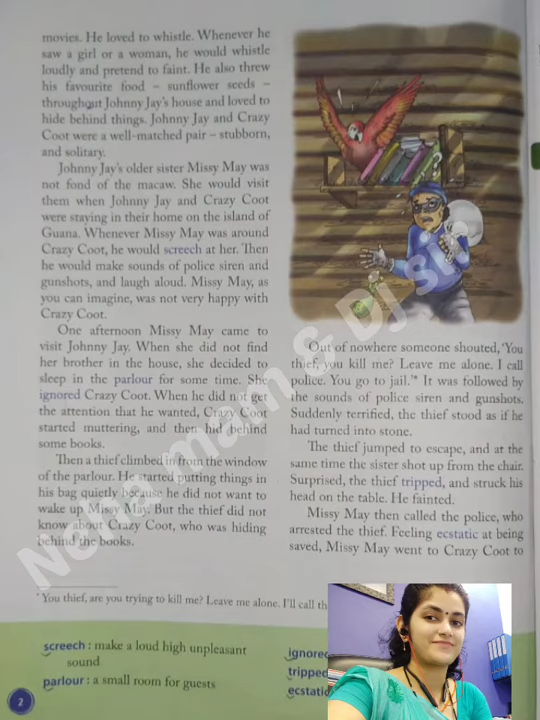 movies. He loved to whistle. Whenever he
saw a girl or a woman, he would whistle
loudly and pretend to faint. He also threw
his favourite food – sunflower seeds –
throughout Johnny Jay's house and loved to
hide behind things. Johnny Jay and Crazy
Coot were a well-matched pair – stubborn,
and solitary.
Johnny Jay's older sister Missy May was
not fond of the macaw. She would visit
them when Johnny Jay and Crazy Coot
were staying in their home on the island of
Guana. Whenever Missy May was around
Crazy Coot, he would screech at her. Then
he would make sounds of police siren and
gunshots, and laugh aloud. Missy May, as
you can imagine, was not very happy with
Crazy Coot.
One afternoon Missy May came to
visit Johnny Jay. When she did not find
her brother in the house, she decided to
sleep in the parlour for some time. She
ignored Crazy Coot. When he did not get
the attention that he wanted, Crazy Coot
started muttering, and then hid behind
some books.
Then a thief climbed in from the window
of the parlour. He started putting things in
his bag quietly because he did not want to
wake up Missy May. But the thief did not
know about Crazy Coot, who was hiding
behind the books.
Out of nowhere someone shouted, 'You
thief, you kill me? Leave me alone. I call
police. You go to jail.'* It was followed by
the sounds of police siren and gunshots.
Suddenly terrified, the thief stood as if he
had turned into stone.
The thief jumped to escape, and at the
same time the sister shot up from the chair.
Surprised, the thief tripped, and struck his
head on the table. He fainted.
Missy May then called the police, who
arrested the thief. Feeling ecstatic at being
saved, Missy May went to Crazy Coot to
* You thief, are you trying to kill me? Leave me alone. I'll call th
screech : make a loud high unpleasant
sound
parlour : a small room for guests
ignored
tripped
ecstatic
2
Neha mam & Dj sir